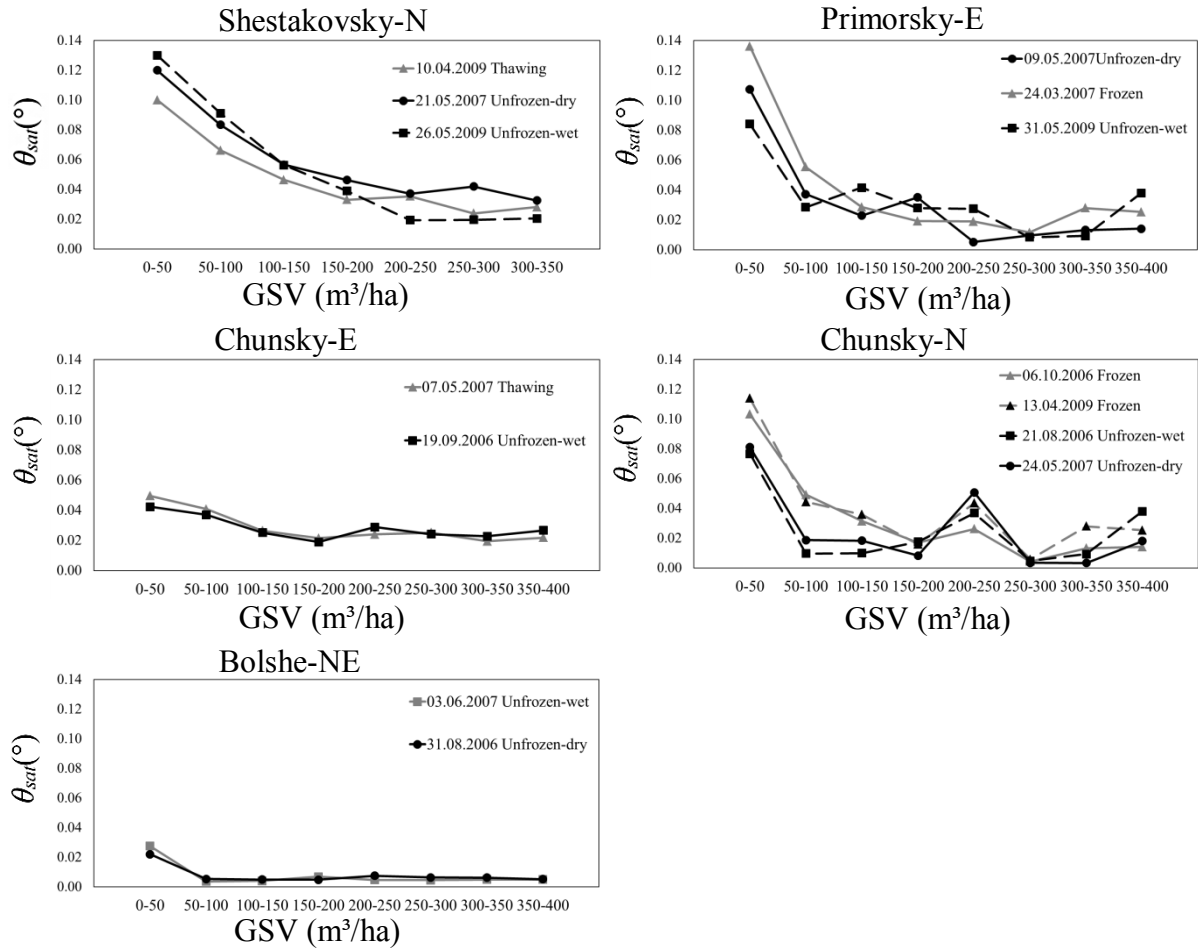 Shestakovsky-N
0.14
0.12
0.10
0.08
0.06
0.04
0.02
0.00
θsat(°)
10.04.2009 Thawing
21.05.2007 Unfrozen-dry
26.05.2009 Unfrozen-wet
0-50 50-100 100-150 150-200 200-250 250-300 300-350
GSV (m³/ha)
Primorsky-E
0.14
0.12
0.10
0.08
0.06
0.04
0.02
0.00
θsat(°)
09.05.2007Unfrozen-dry
24.03.2007 Frozen
31.05.2009 Unfrozen-wet
0-50 50-100 100-150 150-200 200-250 250-300 300-350 350-400
GSV (m³/ha)
Chunsky-E
0.14
0.12
0.10
0.08
0.06
0.04
0.02
0.00
θsat(°)
07.05.2007 Thawing
19.09.2006 Unfrozen-wet
0-50 50-100 100-150 150-200 200-250 250-300 300-350 350-400
GSV (m³/ha)
Chunsky-N
0.14
0.12
0.10
0.08
0.06
0.04
0.02
0.00
θsat(°)
06.10.2006 Frozen
13.04.2009 Frozen
21.08.2006 Unfrozen-wet
24.05.2007 Unfrozen-dry
0-50 50-100 100-150 150-200 200-250 250-300 300-350 350-400
GSV (m³/ha)
Bolshe-NE
0.14
0.12
0.10
0.08
0.06
0.04
0.02
0.00
θsat(°)
03.06.2007 Unfrozen-wet
31.08.2006 Unfrozen-dry
0-50 50-100 100-150 150-200 200-250 250-300 300-350 350-400
GSV (m³/ha)